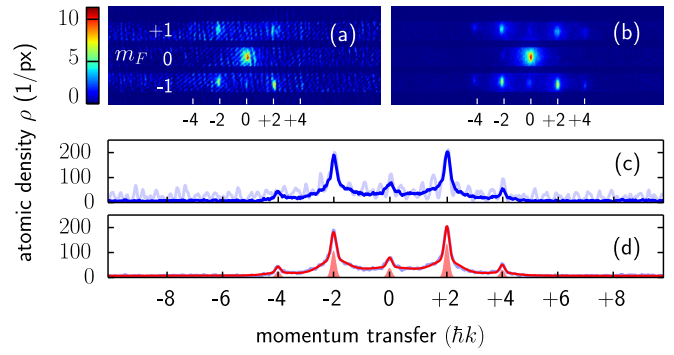 10
5
0
+1
m_F 0
-1
(a)
(b)
-4 -2 0 +2 +4
-4 -2 0 +2 +4
atomic density ρ (1/px)
200
100
0
(c)
200
100
0
(d)
-8 -6 -4 -2 0 +2 +4 +6 +8
momentum transfer (ħk)